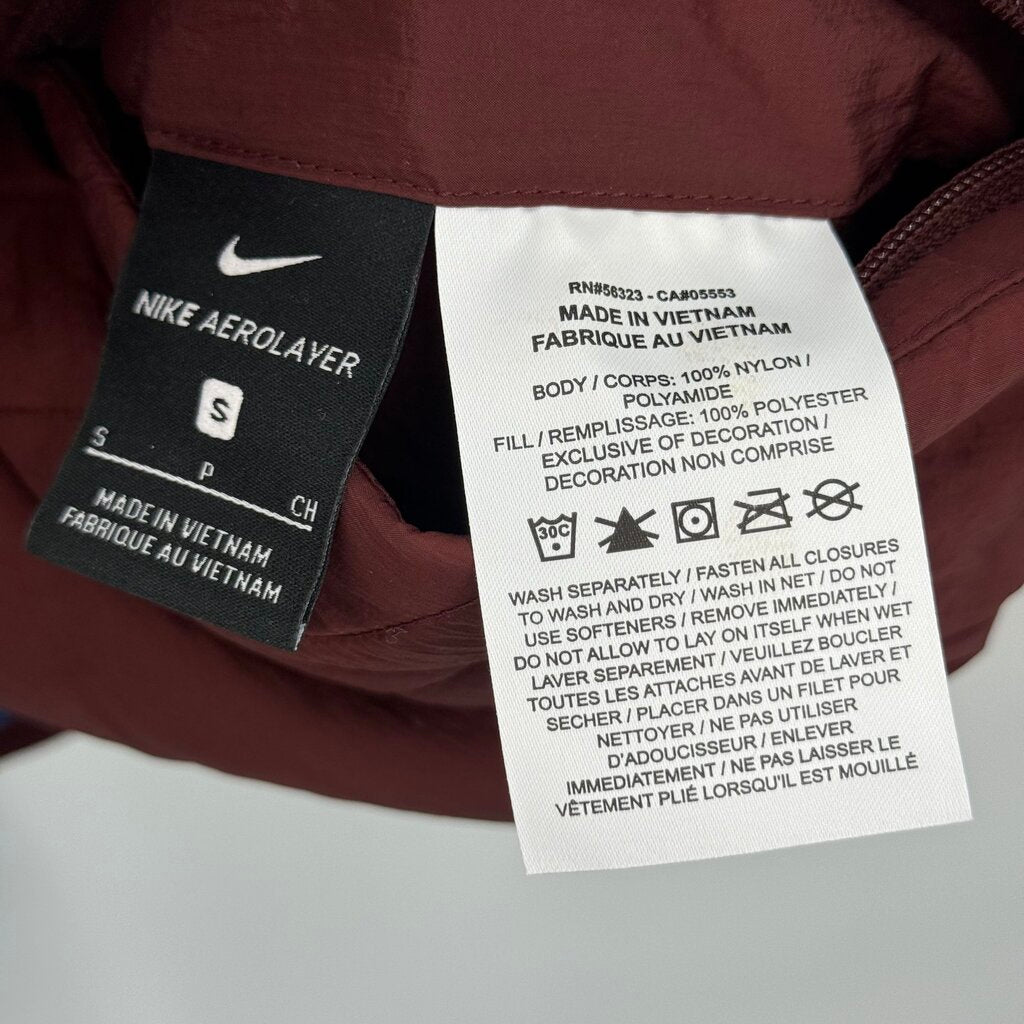 NIKE AEROLAYER
S
S
P
CH
MADE IN VIETNAM
FABRIQUE AU VIETNAM
RN#56323 - CA#05553
MADE IN VIETNAM
FABRIQUE AU VIETNAM
BODY / CORPS: 100% NYLON /
POLYAMIDE
FILL / REMPLISSAGE: 100% POLYESTER
EXCLUSIVE OF DECORATION /
DECORATION NON COMPRISE
30C
WASH SEPARATELY / FASTEN ALL CLOSURES
TO WASH AND DRY / WASH IN NET / DO NOT
USE SOFTENERS / REMOVE IMMEDIATELY /
DO NOT ALLOW TO LAY ON ITSELF WHEN WET
LAVER SEPAREMENT / VEUILLEZ BOUCLER
TOUTES LES ATTACHES AVANT DE LAVER ET
SECHER / PLACER DANS UN FILET POUR
NETTOYER / NE PAS UTILISER
D'ADOUCISSEUR / ENLEVER
IMMEDIATEMENT / NE PAS LAISSER LE
VÊTEMENT PLIÉ LORSQU'IL EST MOUILLÉ